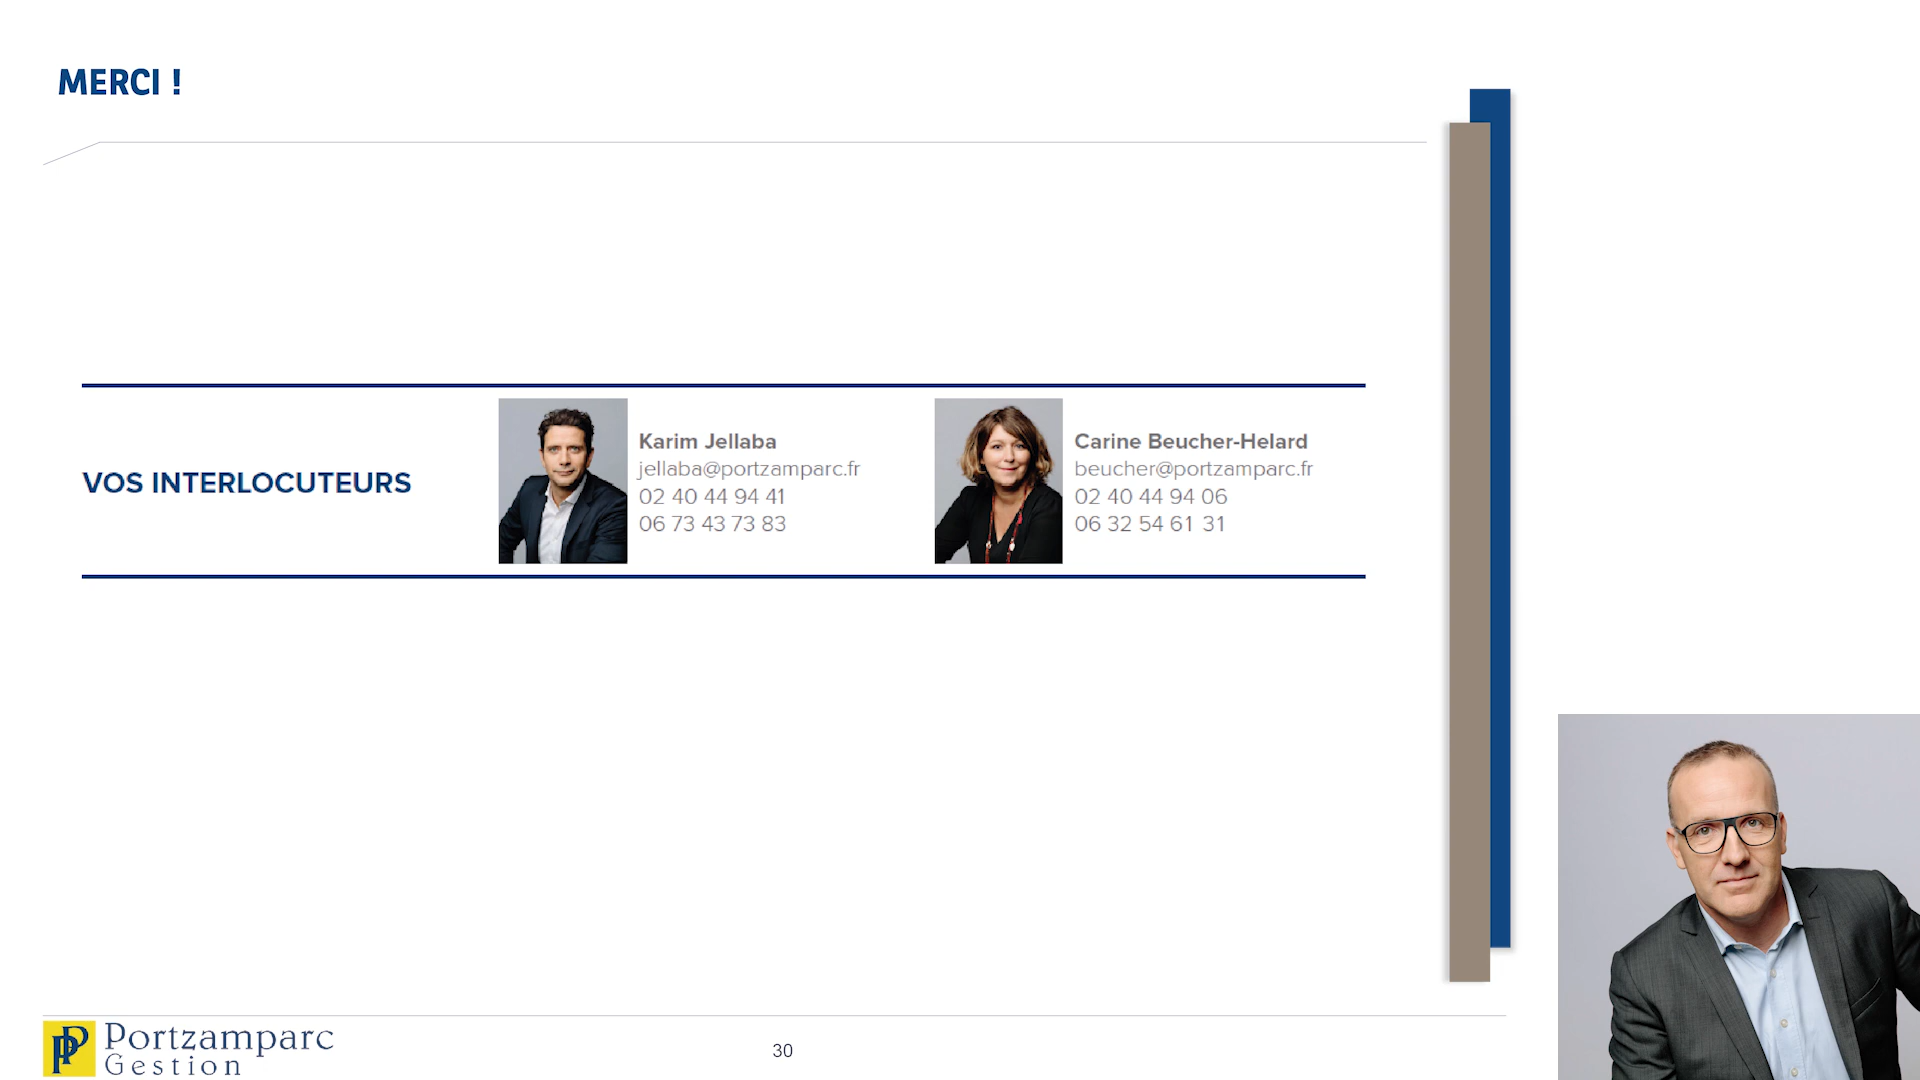 MERCI !
VOS INTERLOCUTEURS
Karim Jellaba
jellaba@portzamparc.fr
02 40 44 94 41
06 73 43 73 83
Carine Beucher-Helard
beucher@portzamparc.fr
02 40 44 94 06
06 32 54 61 31
PP
Portzamparc
Gestion
30